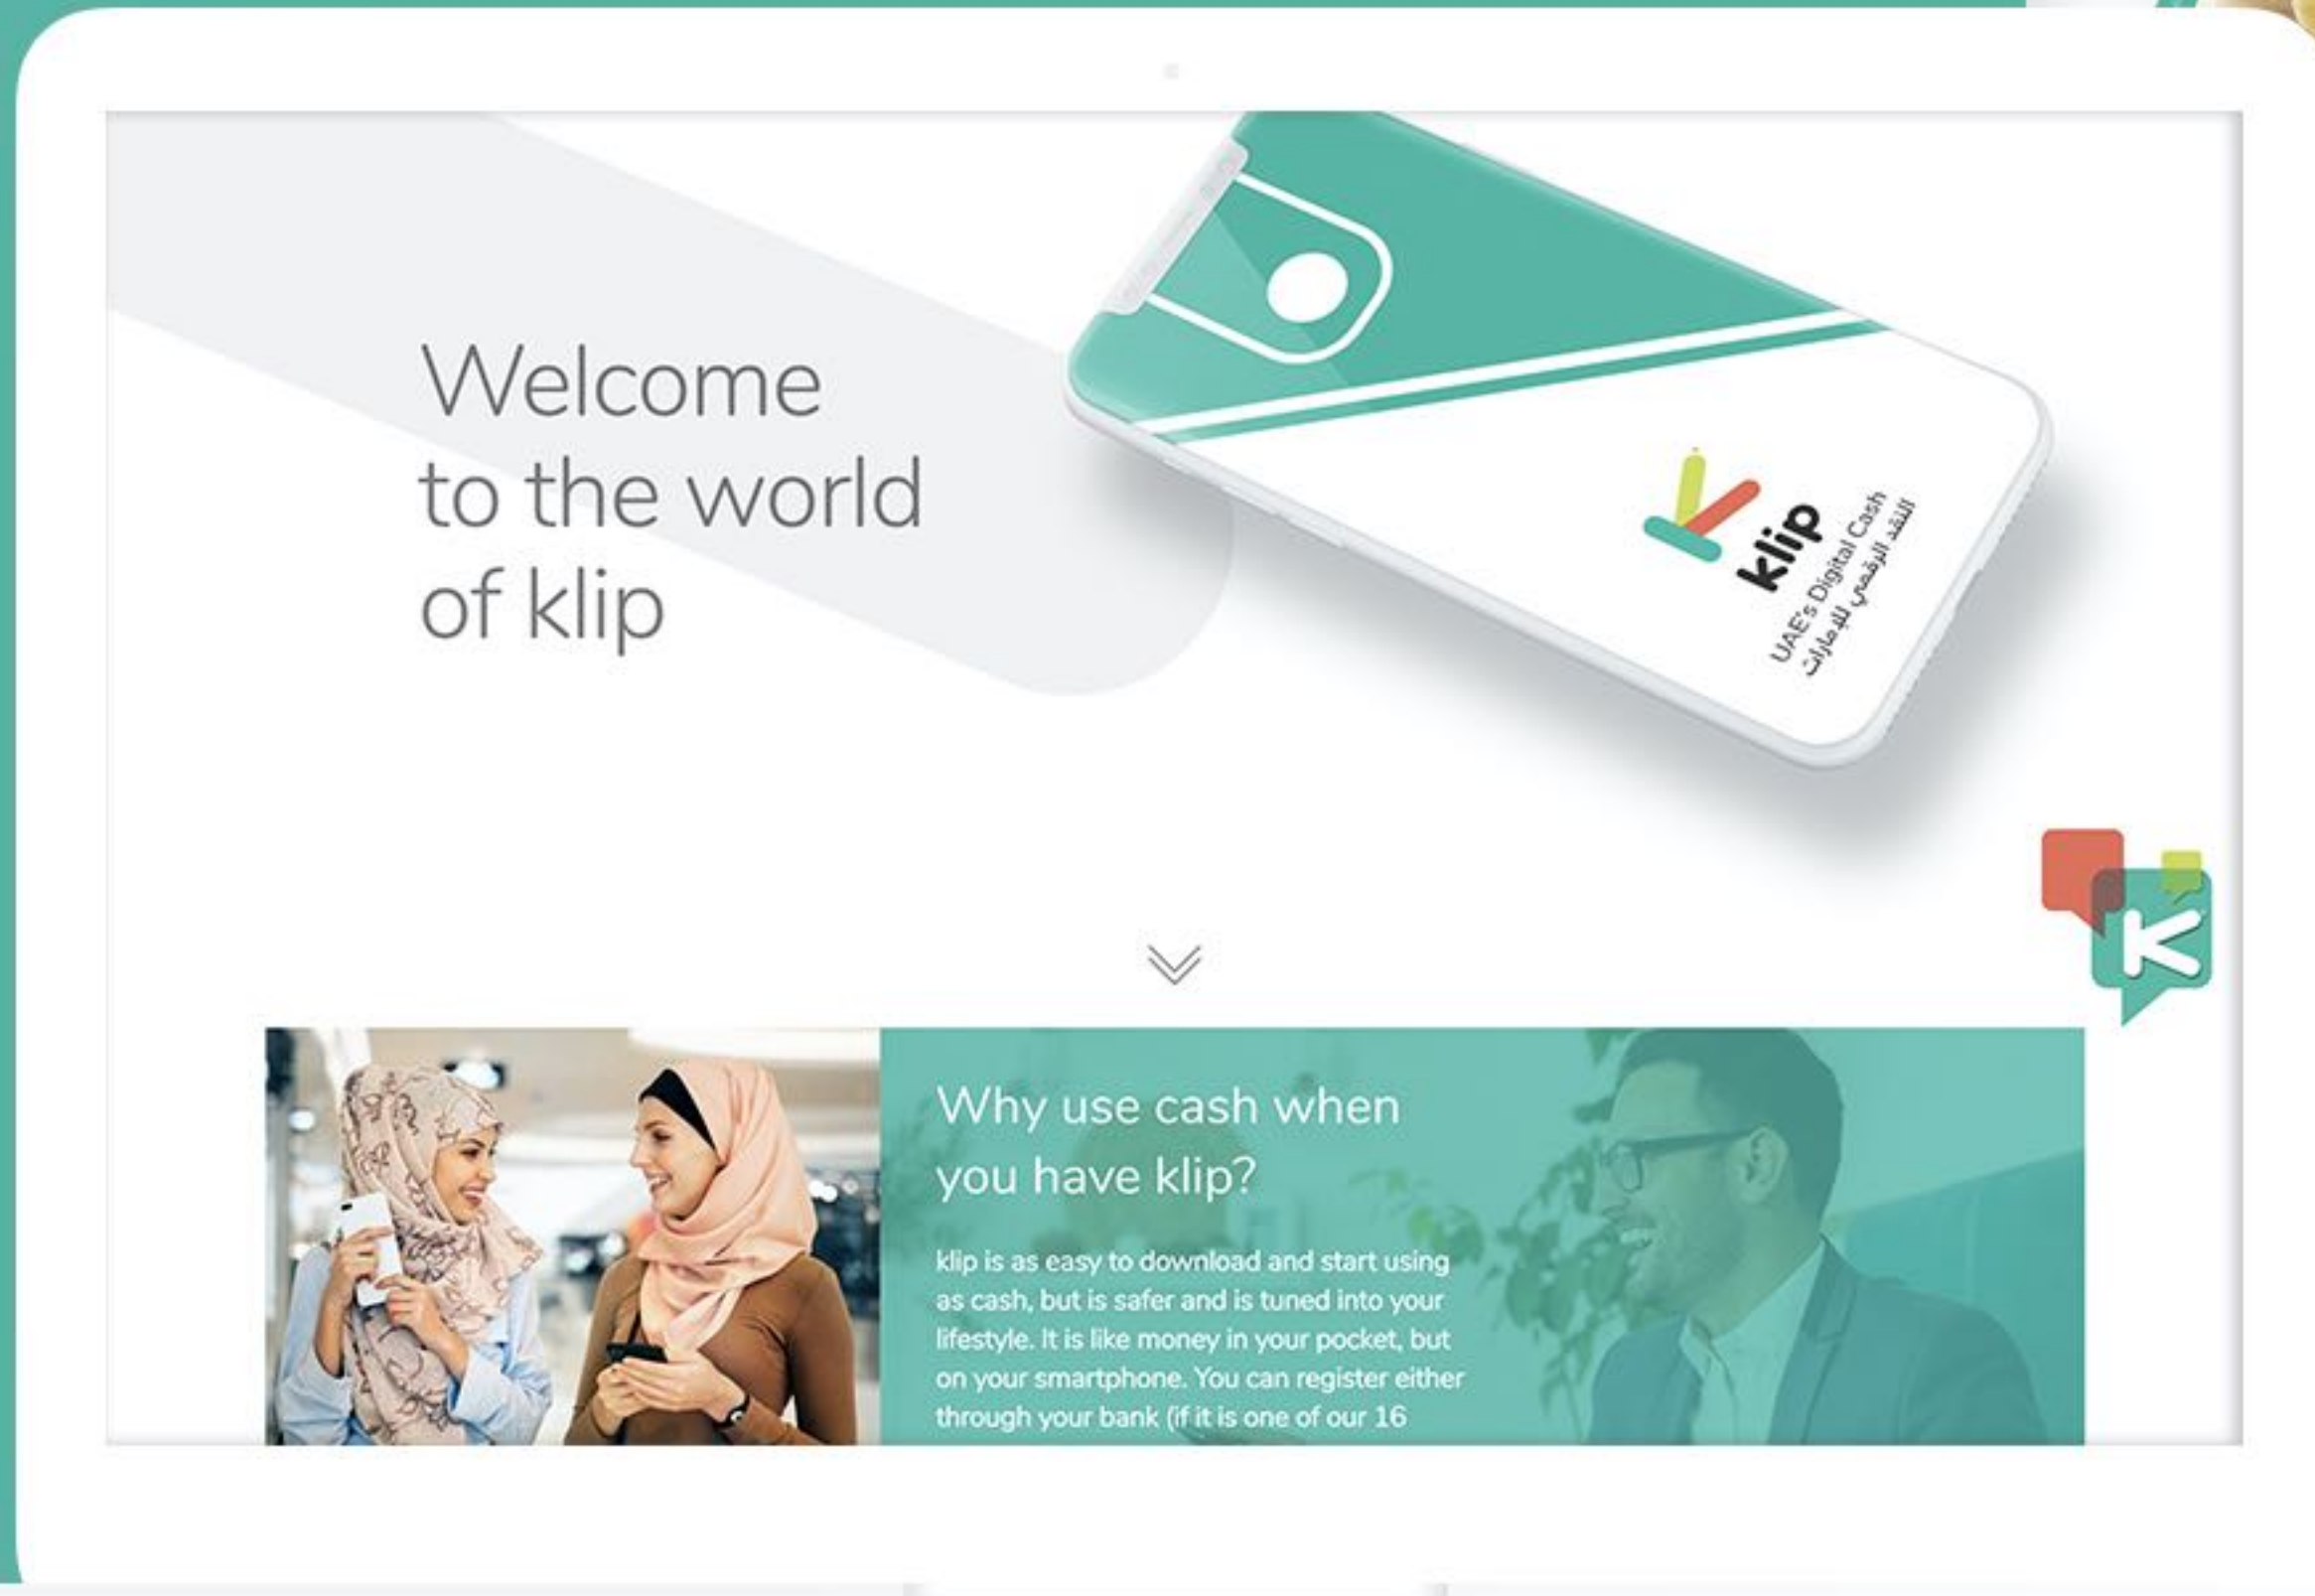 Welcome
to the world
of klip
klip
UAE's Digital Cash
النقد الرقمي للإمارات
K
Why use cash when
you have klip?
klip is as easy to download and start using
as cash, but is safer and is tuned into your
lifestyle. It is like money in your pocket, but
on your smartphone. You can register either
through your bank (if it is one of our 16